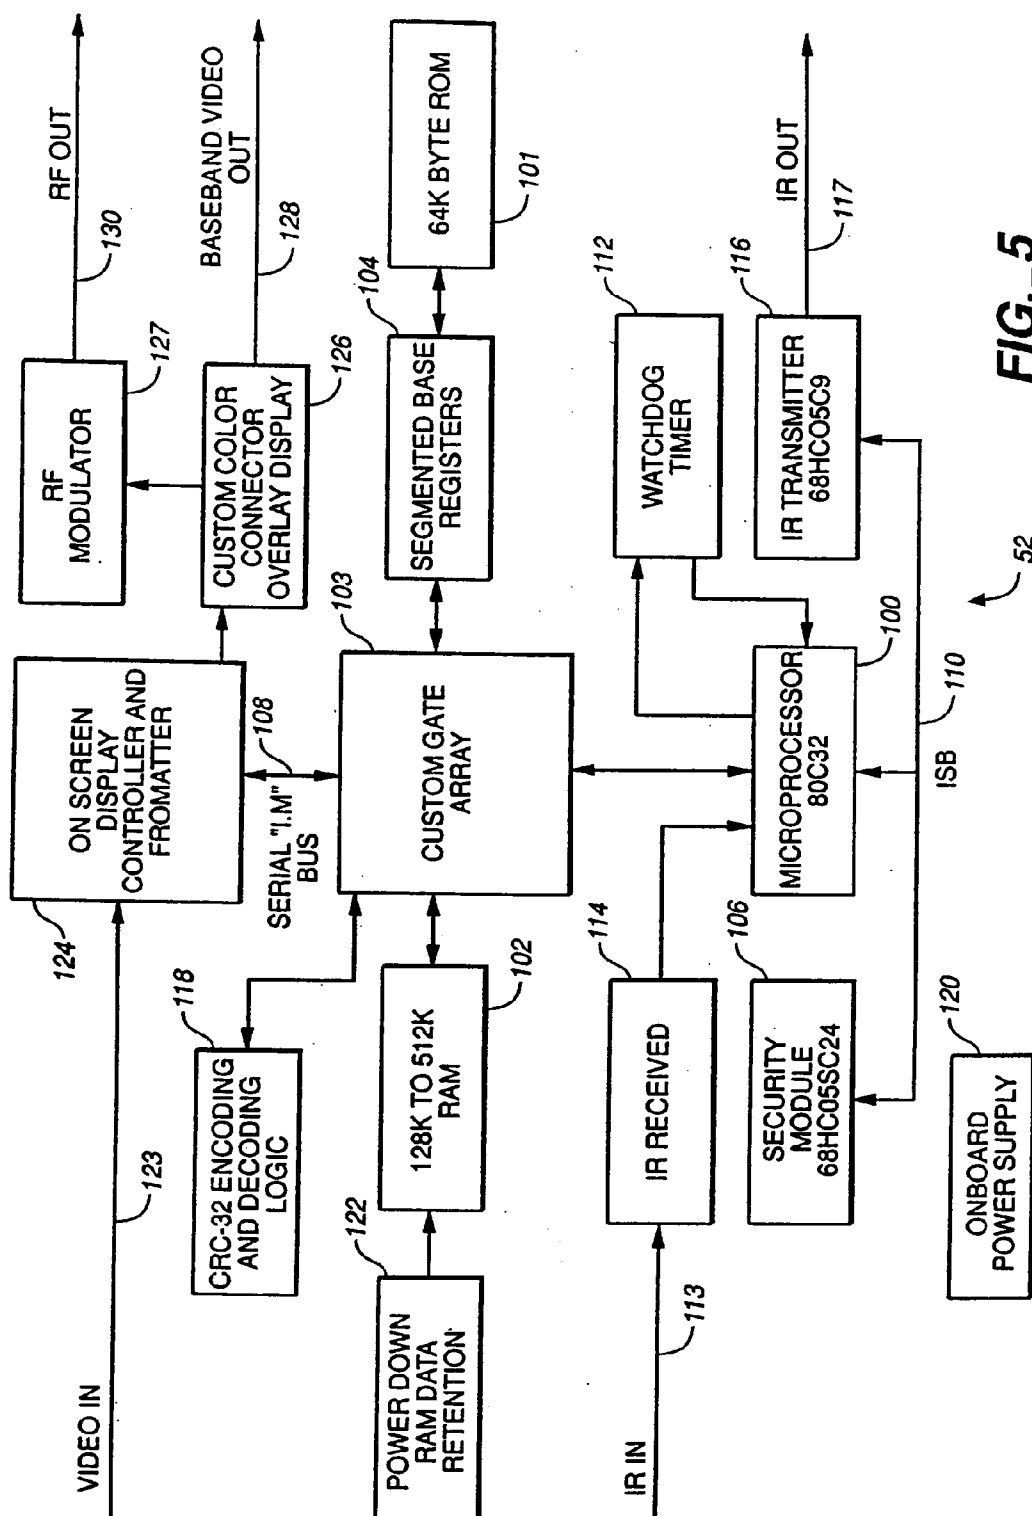 VIDEO IN
123
124
ON SCREEN
DISPLAY
CONTROLLER AND
FROMATTER
RF
MODULATOR
127
RF OUT
130
118
CRC-32 ENCODING
AND DECODING
LOGIC
SERIAL "I.M"
BUS
108
CUSTOM COLOR
CONNECTOR
OVERLAY DISPLAY
126
BASEBAND VIDEO
OUT
128
122
POWER DOWN
RAM DATA
RETENTION
128K TO 512K
RAM
102
CUSTOM GATE
ARRAY
103
SEGMENTED BASE
REGISTERS
104
64K BYTE ROM
101
IR IN
113
IR RECEIVED
114
WATCHDOG
TIMER
112
SECURITY
MODULE
68HC05SC24
106
MICROPROCESSOR
80C32
100
IR TRANSMITTER
68HCO5C9
116
IR OUT
117
ISB
110
ONBOARD
POWER SUPPLY
120
52
FIG._5